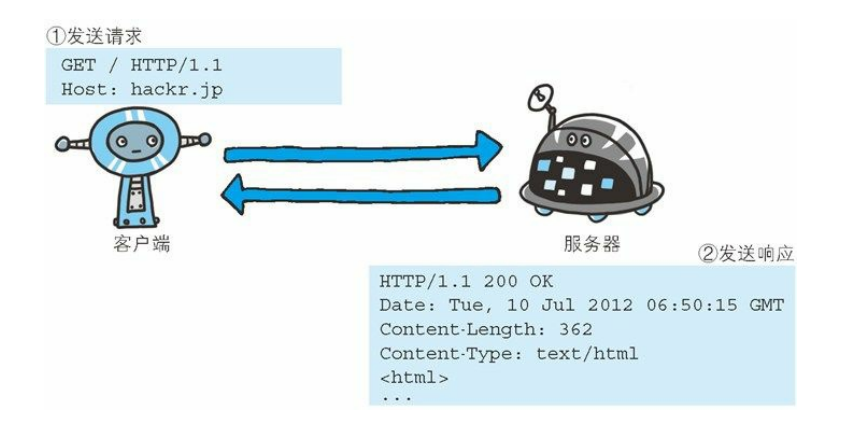 ①发送请求
GET / HTTP/1.1
Host: hackr.jp
客户端
服务器
②发送响应
HTTP/1.1 200 OK
Date: Tue, 10 Jul 2012 06:50:15 GMT
Content-Length: 362
Content-Type: text/html
<html>
...